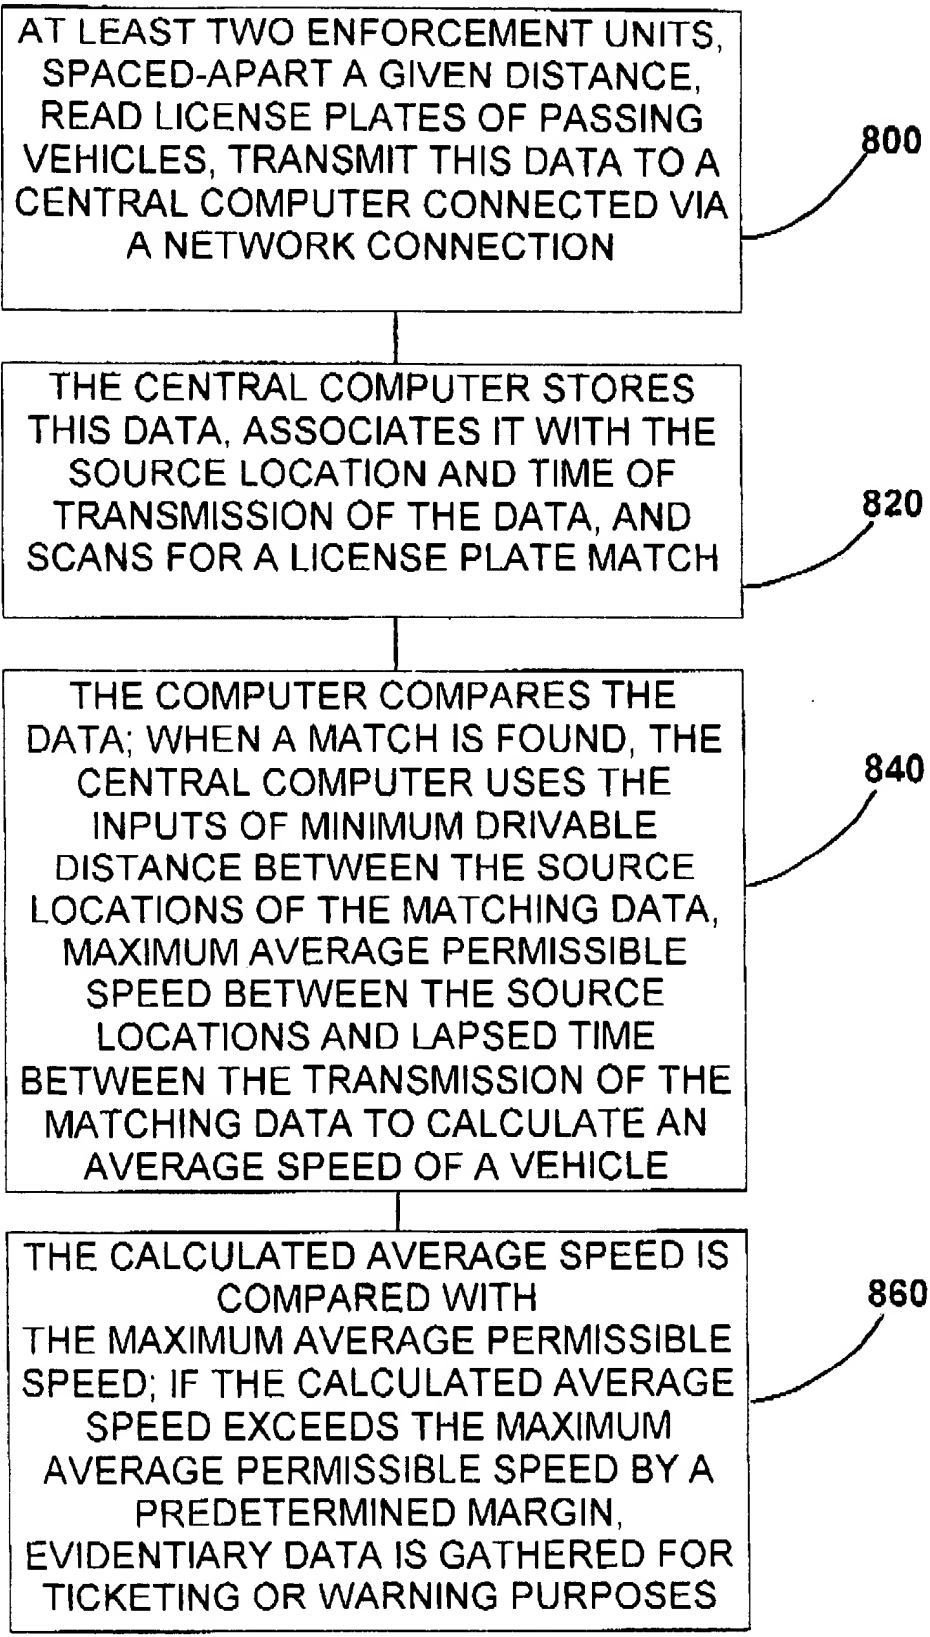 AT LEAST TWO ENFORCEMENT UNITS,
SPACED-APART A GIVEN DISTANCE,
READ LICENSE PLATES OF PASSING
VEHICLES, TRANSMIT THIS DATA TO A
CENTRAL COMPUTER CONNECTED VIA
A NETWORK CONNECTION
800
THE CENTRAL COMPUTER STORES
THIS DATA, ASSOCIATES IT WITH THE
SOURCE LOCATION AND TIME OF
TRANSMISSION OF THE DATA, AND
SCANS FOR A LICENSE PLATE MATCH
820
THE COMPUTER COMPARES THE
DATA; WHEN A MATCH IS FOUND, THE
CENTRAL COMPUTER USES THE
INPUTS OF MINIMUM DRIVABLE
DISTANCE BETWEEN THE SOURCE
LOCATIONS OF THE MATCHING DATA,
MAXIMUM AVERAGE PERMISSIBLE
SPEED BETWEEN THE SOURCE
LOCATIONS AND LAPSED TIME
BETWEEN THE TRANSMISSION OF THE
MATCHING DATA TO CALCULATE AN
AVERAGE SPEED OF A VEHICLE
840
THE CALCULATED AVERAGE SPEED IS
COMPARED WITH
THE MAXIMUM AVERAGE PERMISSIBLE
SPEED; IF THE CALCULATED AVERAGE
SPEED EXCEEDS THE MAXIMUM
AVERAGE PERMISSIBLE SPEED BY A
PREDETERMINED MARGIN,
EVIDENTIARY DATA IS GATHERED FOR
TICKETING OR WARNING PURPOSES
860